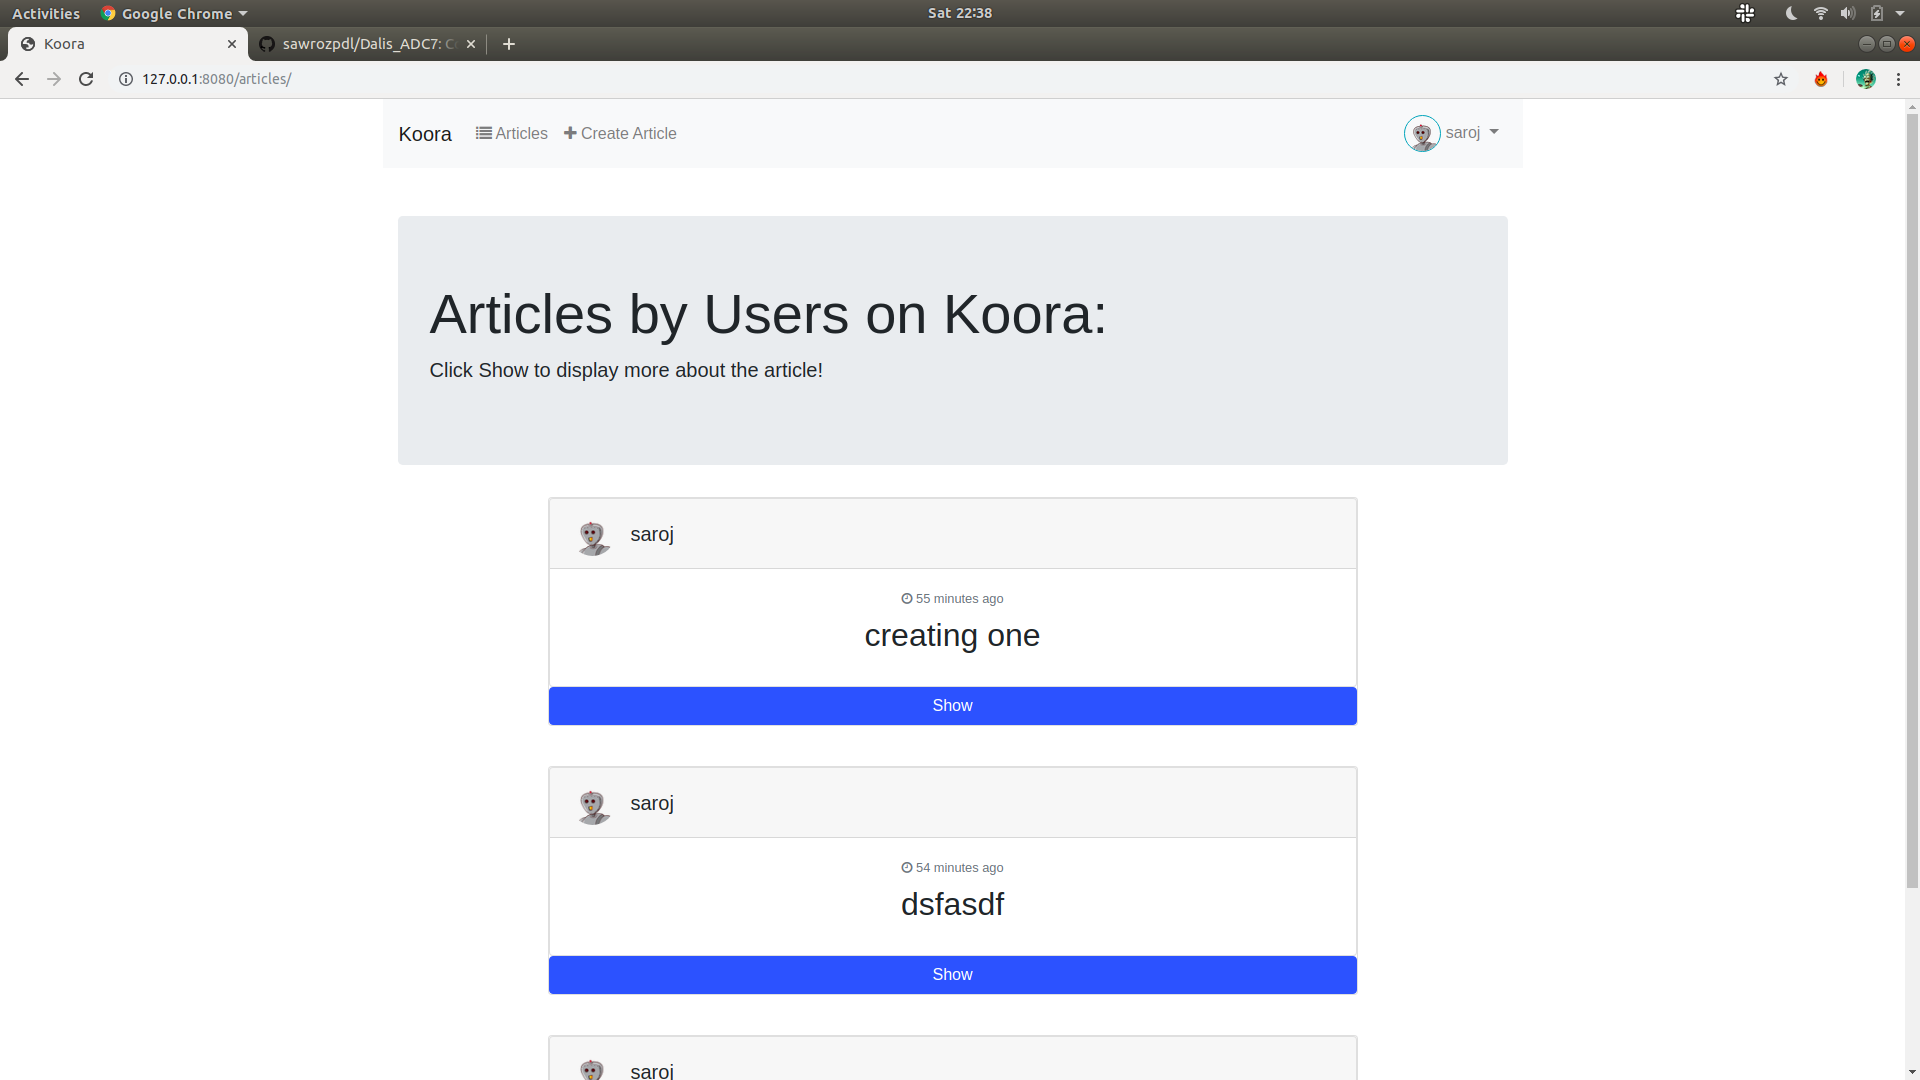 Activities Google Chrome Sat 22:38
Koora sawrozpdl/Dalis_ADC7: C
127.0.0.1:8080/articles/
Koora Articles Create Article saroj
Articles by Users on Koora:
Click Show to display more about the article!
saroj
55 minutes ago
creating one
Show
saroj
54 minutes ago
dsfasdf
Show
saroj